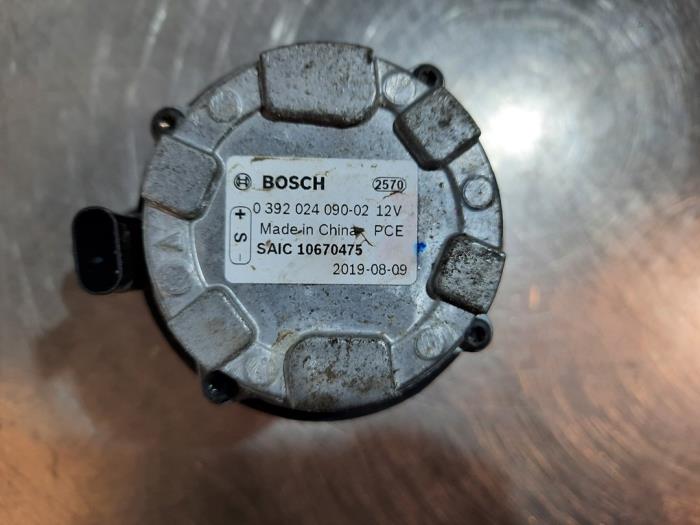 BOSCH 2570
0 392 024 090-02 12V
Made in China PCE
SAIC 10670475
2019-08-09
+ S -